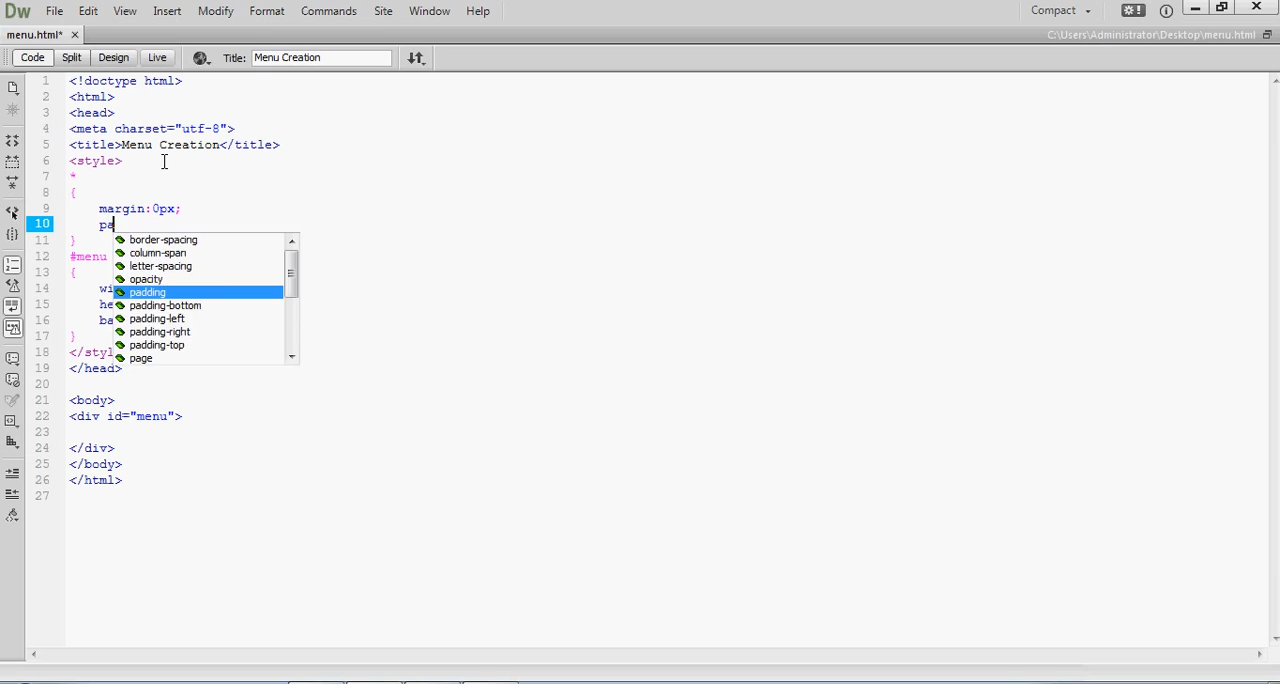 Dw File Edit View Insert Modify Format Commands Site Window Help Compact
menu.html* C:\Users\Administrator\Desktop\menu.html
Code Split Design Live Title: Menu Creation
1 <!doctype html>
2 <html>
3 <head>
4 <meta charset="utf-8">
5 <title>Menu Creation</title>
6 <style>
7 *
8 {
9 margin:0px;
10 pa
11 }
12 #menu
13 {
14 wi
15 he
16 ba
17 }
18 </styl
19 </head>
20
21 <body>
22 <div id="menu">
23
24 </div>
25 </body>
26 </html>
27
border-spacing
column-span
letter-spacing
opacity
padding
padding-bottom
padding-left
padding-right
padding-top
page